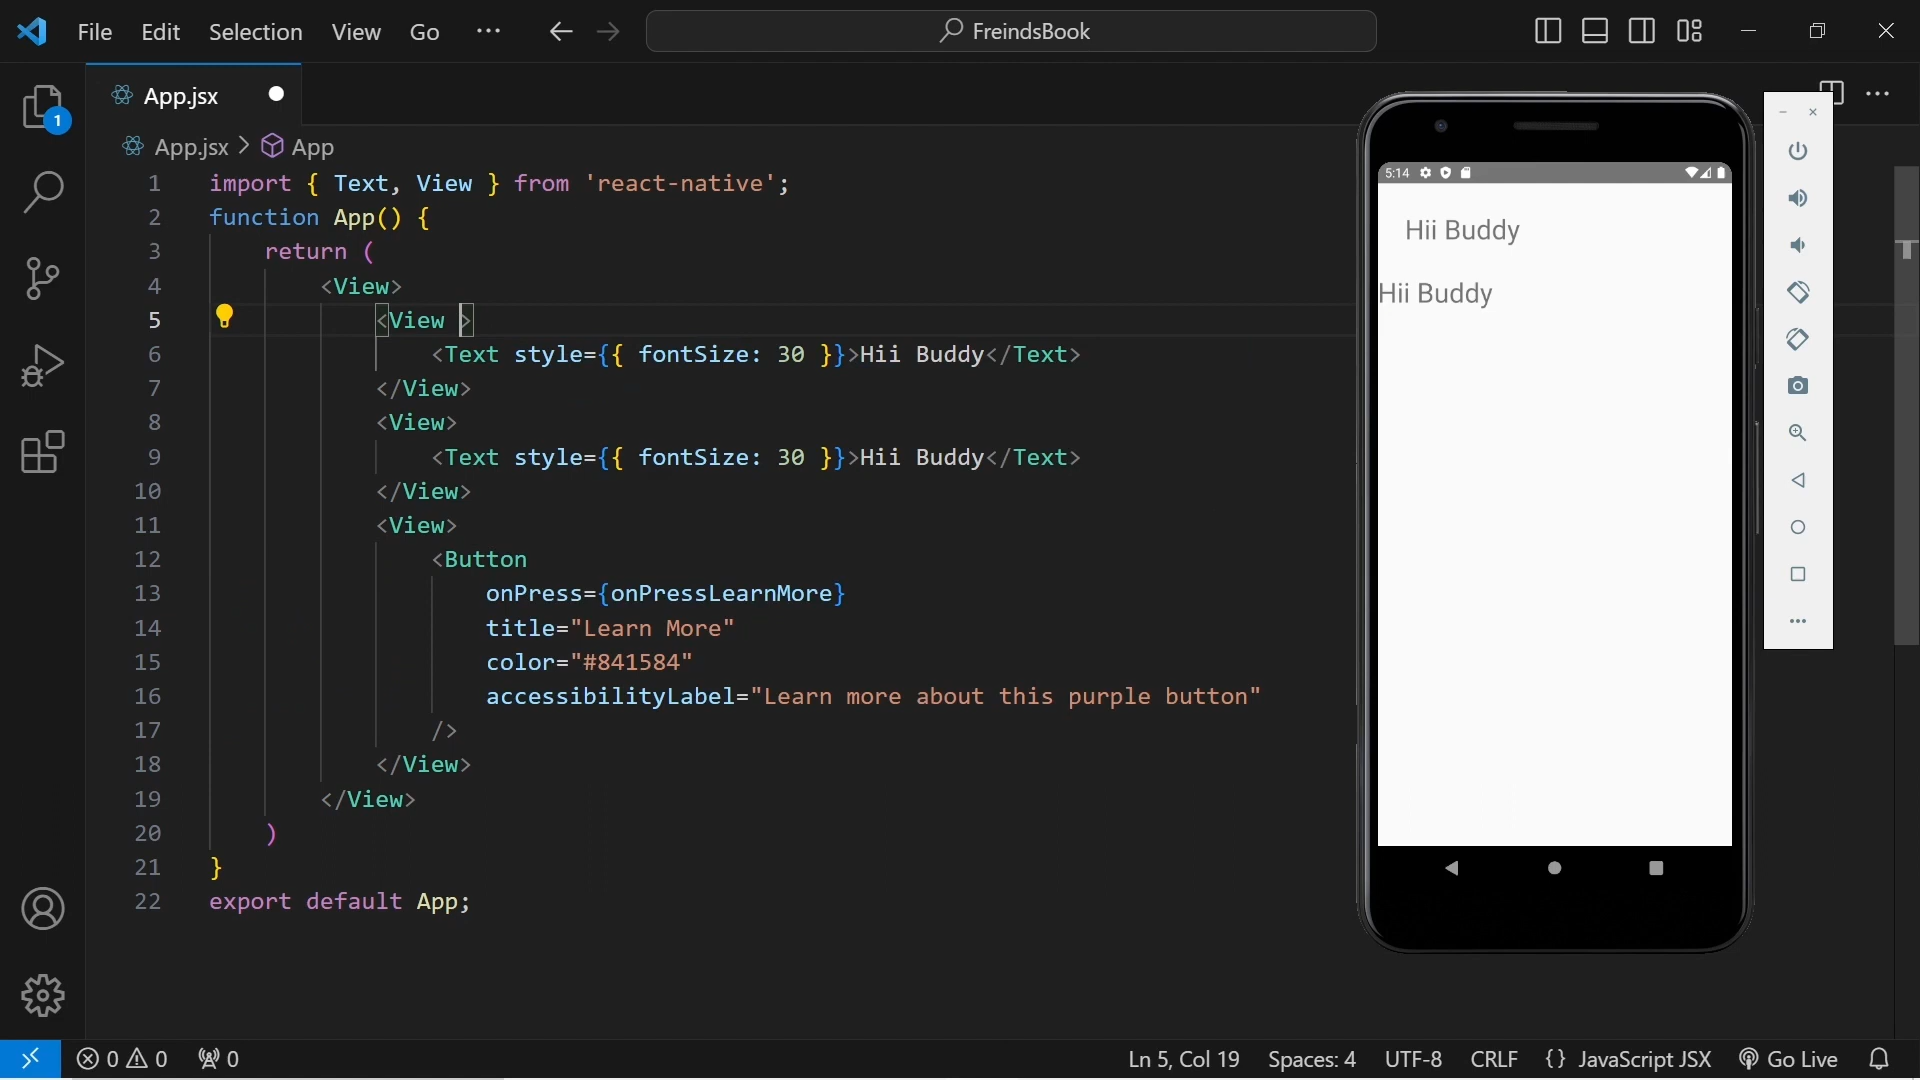 File Edit Selection View Go ··· FreindsBook
App.jsx
App.jsx > App
1 import { Text, View } from 'react-native';
2 function App() {
3 return (
4 <View>
5 <View >
6 <Text style={{ fontSize: 30 }}>Hii Buddy</Text>
7 </View>
8 <View>
9 <Text style={{ fontSize: 30 }}>Hii Buddy</Text>
10 </View>
11 <View>
12 <Button
13 onPress={onPressLearnMore}
14 title="Learn More"
15 color="#841584"
16 accessibilityLabel="Learn more about this purple button"
17 />
18 </View>
19 </View>
20 )
21 }
22 export default App;
1
5:14
Hii Buddy
Hii Buddy
0 0 0 Ln 5, Col 19 Spaces: 4 UTF-8 CRLF {} JavaScript JSX Go Live